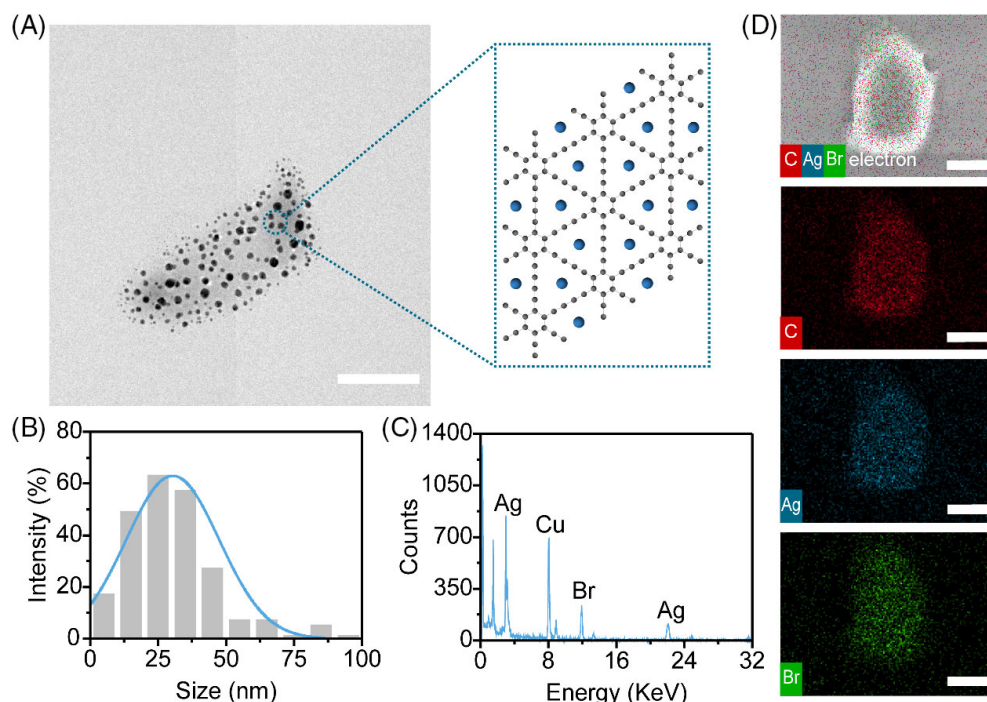 (A)
(B)
80
60
40
20
0
Intensity (%)
0 25 50 75 100
Size (nm)
(C)
1400
1050
700
350
0
Counts
Ag
Cu
Br
Ag
0 8 16 24 32
Energy (KeV)
(D)
C Ag Br electron
C
Ag
Br